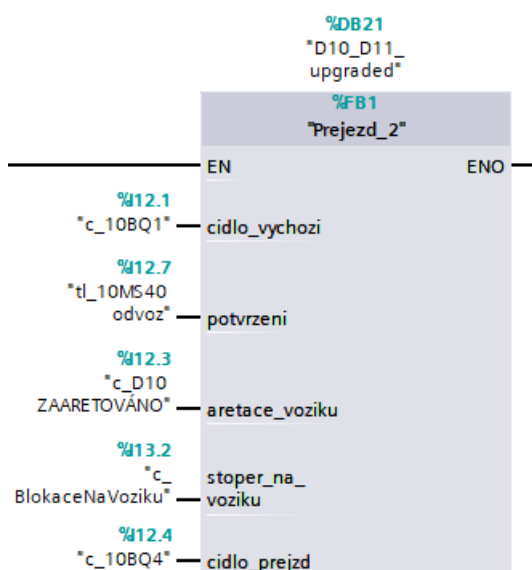 %DB21
"D10_D11_
upgraded"
%FB1
"Prejezd_2"
EN ENO
%I12.1
"c_10BQ1" cidlo_vychozi
%I12.7
"tl_10MS40
odvoz" potvrzeni
%I12.3
"c_D10
ZAARETOVÁNO" aretace_voziku
%I13.2
"c_ stoper_na_
BlokaceNaVoziku" voziku
%I12.4
"c_10BQ4" cidlo_prejzd